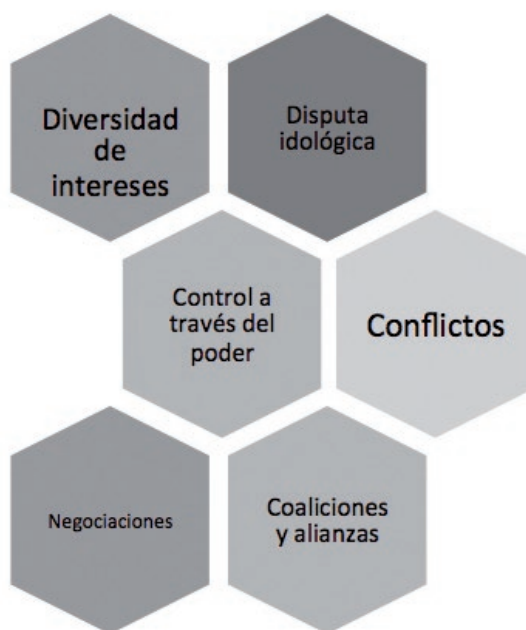 Diversidad
de
intereses
Disputa
idológica
Control a
través del
poder
Conflictos
Negociaciones
Coaliciones
y alianzas